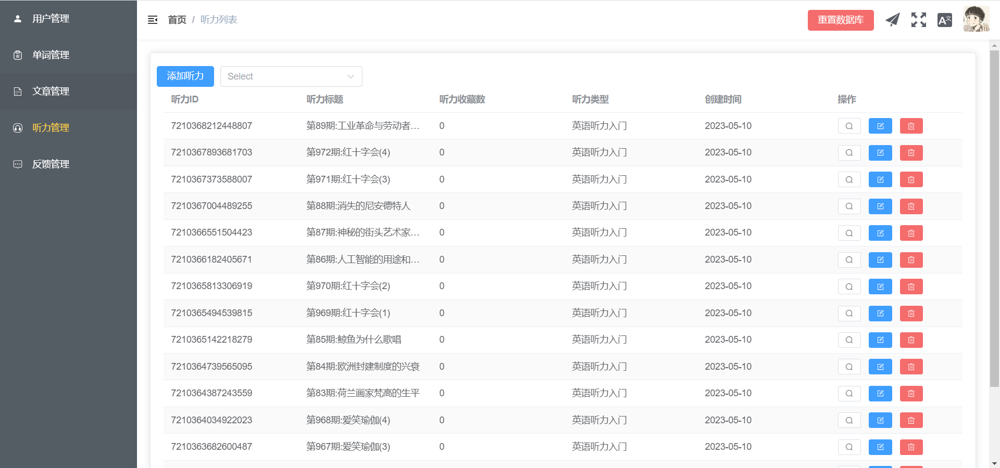 用户管理
单词管理
文章管理
听力管理
反馈管理
首页 / 听力列表
重置数据库
A文
添加听力
Select
听力ID 听力标题 听力收藏数 听力类型 创建时间 操作
7210368212448807 第89期:工业革命与劳动者... 0 英语听力入门 2023-05-10
7210367893681703 第972期:红十字会(4) 0 英语听力入门 2023-05-10
7210367373588007 第971期:红十字会(3) 0 英语听力入门 2023-05-10
7210367004489255 第88期:消失的尼安德特人 0 英语听力入门 2023-05-10
7210366551504423 第87期:神秘的街头艺术家... 0 英语听力入门 2023-05-10
7210366182405671 第86期:人工智能的用途和... 0 英语听力入门 2023-05-10
7210365813306919 第970期:红十字会(2) 0 英语听力入门 2023-05-10
7210365494539815 第969期:红十字会(1) 0 英语听力入门 2023-05-10
7210365142218279 第85期:鲸鱼为什么歌唱 0 英语听力入门 2023-05-10
7210364739565095 第84期:欧洲封建制度的兴衰 0 英语听力入门 2023-05-10
7210364387243559 第83期:荷兰画家梵高的生平 0 英语听力入门 2023-05-10
7210364034922023 第968期:爱笑瑜伽(4) 0 英语听力入门 2023-05-10
7210363682600487 第967期:爱笑瑜伽(3) 0 英语听力入门 2023-05-10